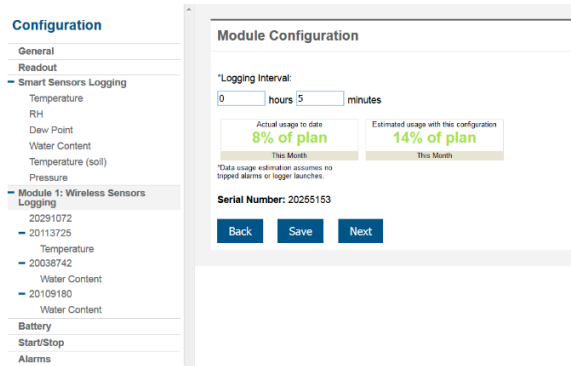 Configuration
General
Readout
Smart Sensors Logging
Temperature
RH
Dew Point
Water Content
Temperature (soil)
Pressure
Module 1: Wireless Sensors
Logging
20291072
20113725
Temperature
20038742
Water Content
20109180
Water Content
Battery
Start/Stop
Alarms
Module Configuration
*Logging Interval:
0 hours 5 minutes
Actual usage to date
8% of plan
This Month
Estimated usage with this configuration
14% of plan
This Month
*Data usage estimation assumes no
tripped alarms or logger launches.
Serial Number: 20255153
Back Save Next